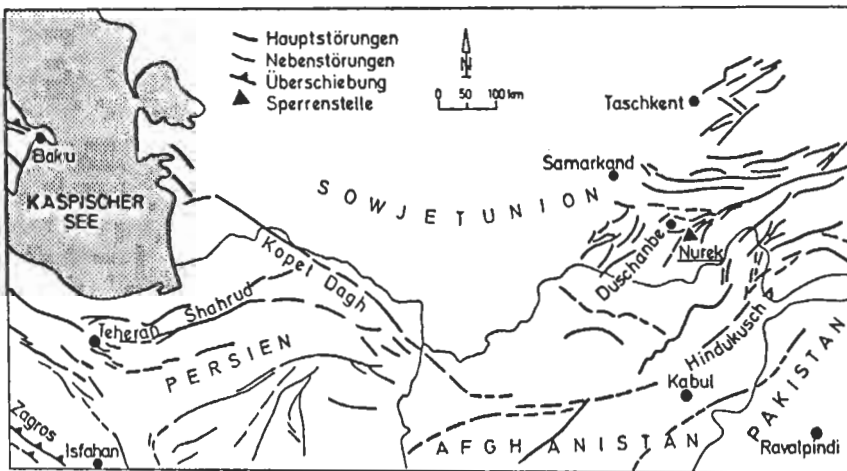 Hauptstörungen
Nebenstörungen
Überschiebung
Sperrenstelle
N
0 50 100 km
Taschkent
Baku
Samarkand
KASPISCHER
SEE
SOWJETUNION
Kopet Dagh
Duschanbe
Nurek
Shahrud
Teheran
PERSIEN
Hindukusch
PAKISTAN
Kabul
Zagros
Isfahan
AFGHANISTAN
Ravalpindi